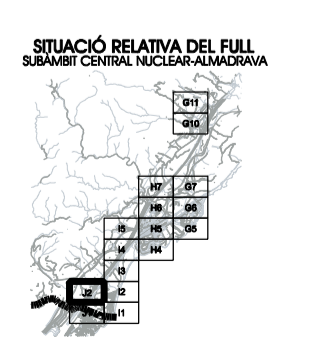 SITUACIÓ RELATIVA DEL FULL
SUBÀMBIT CENTRAL NUCLEAR-ALMADRAVA
G11
G10
H7 G7
H6 G6
I5 H5 G5
I4 H4
I3
J2 I2
I1